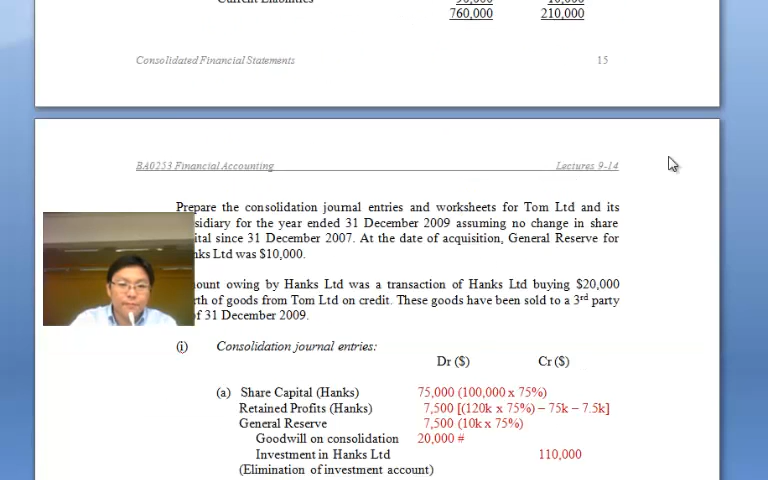 Current Liabilities
760,000 210,000
Consolidated Financial Statements 15
BA0253 Financial Accounting Lectures 9-14
Prepare the consolidation journal entries and worksheets for Tom Ltd and its
sidiary for the year ended 31 December 2009 assuming no change in share
ital since 31 December 2007. At the date of acquisition, General Reserve for
nks Ltd was $10,000.
ount owing by Hanks Ltd was a transaction of Hanks Ltd buying $20,000
rth of goods from Tom Ltd on credit. These goods have been sold to a 3rd party
of 31 December 2009.
(i) Consolidation journal entries:
Dr ($) Cr ($)
(a) Share Capital (Hanks) 75,000 (100,000 x 75%)
Retained Profits (Hanks) 7,500 [(120k x 75%) – 75k – 7.5k]
General Reserve 7,500 (10k x 75%)
Goodwill on consolidation 20,000 #
Investment in Hanks Ltd 110,000
(Elimination of investment account)